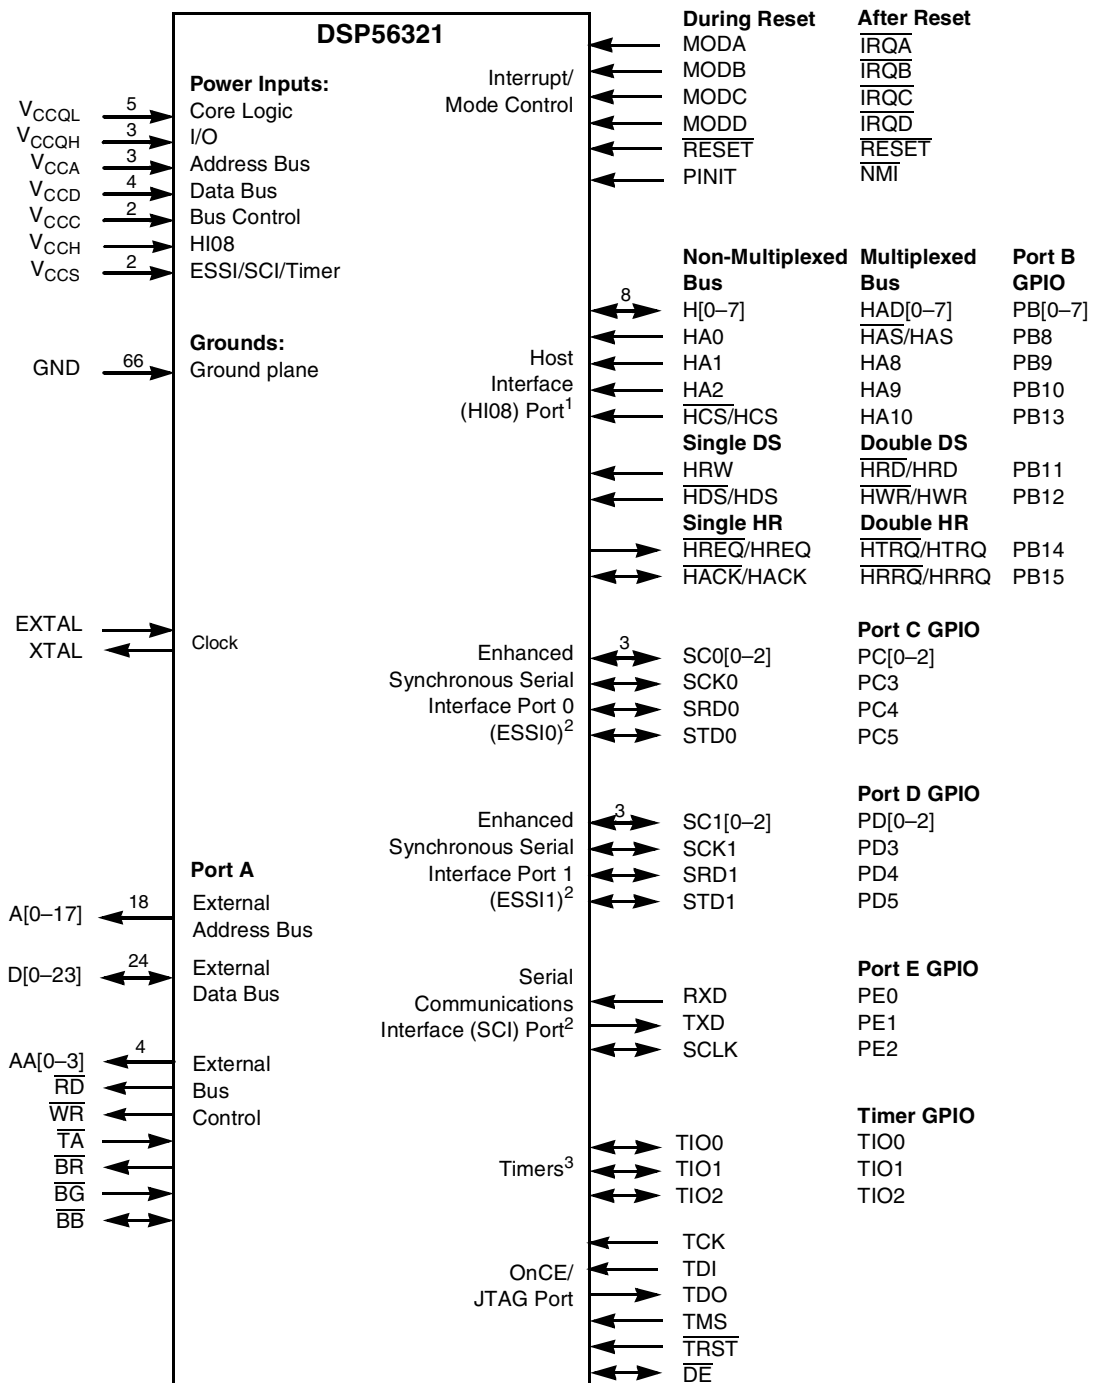 DSP56321
During Reset After Reset
MODA IRQA
MODB IRQB
MODC IRQC
MODD IRQD
RESET RESET
PINIT NMI
Interrupt/
Mode Control
Power Inputs:
VCCQL 5 Core Logic
VCCQH 3 I/O
VCCA 3 Address Bus
VCCD 4 Data Bus
VCCC 2 Bus Control
VCCH HI08
VCCS 2 ESSI/SCI/Timer
Grounds:
GND 66 Ground plane
Non-Multiplexed Multiplexed Port B
Bus Bus GPIO
8 H[0–7] HAD[0–7] PB[0–7]
HA0 HAS/HAS PB8
HA1 HA8 PB9
HA2 HA9 PB10
HCS/HCS HA10 PB13
Single DS Double DS
HRW HRD/HRD PB11
HDS/HDS HWR/HWR PB12
Single HR Double HR
HREQ/HREQ HTRQ/HTRQ PB14
HACK/HACK HRRQ/HRRQ PB15
Host
Interface
(HI08) Port1
EXTAL
XTAL
Clock
Port C GPIO
Enhanced 3 SC0[0–2] PC[0–2]
Synchronous Serial SCK0 PC3
Interface Port 0 SRD0 PC4
(ESSI0)2 STD0 PC5
Port D GPIO
Enhanced 3 SC1[0–2] PD[0–2]
Synchronous Serial SCK1 PD3
Interface Port 1 SRD1 PD4
(ESSI1)2 STD1 PD5
Port A
A[0–17] 18 External
Address Bus
D[0–23] 24 External
Data Bus
AA[0–3] 4 External
RD Bus
WR Control
TA
BR
BG
BB
Port E GPIO
Serial RXD PE0
Communications TXD PE1
Interface (SCI) Port2 SCLK PE2
Timer GPIO
TIO0 TIO0
Timers3 TIO1 TIO1
TIO2 TIO2
TCK
OnCE/ TDI
JTAG Port TDO
TMS
TRST
DE